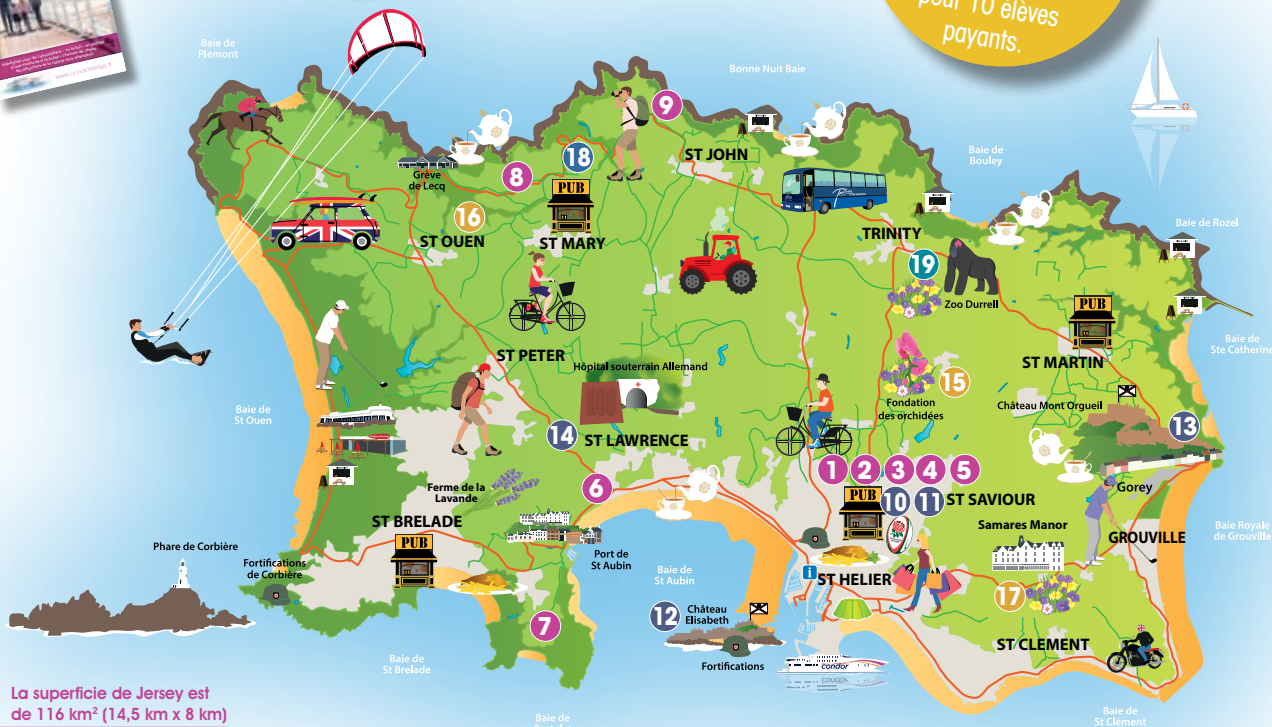 pour 10 élèves
payants.
www.condorferries.fr
Baie de
Plemont
Bonne Nuit Baie
9
ST JOHN
Baie de
Bouley
18
8
Grève
de Lecq
PUB
16
ST OUEN
ST MARY
TRINITY
Baie de Rozel
19
Zoo Durrell
PUB
ST MARTIN
Baie de
Ste Catherine
ST PETER
Hôpital souterrain Allemand
15
Fondation
des orchidées
Château Mont Orgueil
Baie de
St Ouen
14
ST LAWRENCE
13
1
2
3
4
5
6
Ferme de la
Lavande
PUB
10
11
ST SAVIOUR
Gorey
ST BRELADE
Samares Manor
GROUVILLE
Baie Royale
de Grouville
Phare de Corbière
Fortifications
de Corbière
PUB
Port de
St Aubin
Baie de
St Aubin
i
ST HELIER
17
12
Château
Elisabeth
7
ST CLEMENT
Fortifications
condor
Baie de
St Brelade
La superficie de Jersey est
de 116 km² (14,5 km x 8 km)
Baie de
St Clément
Baie de